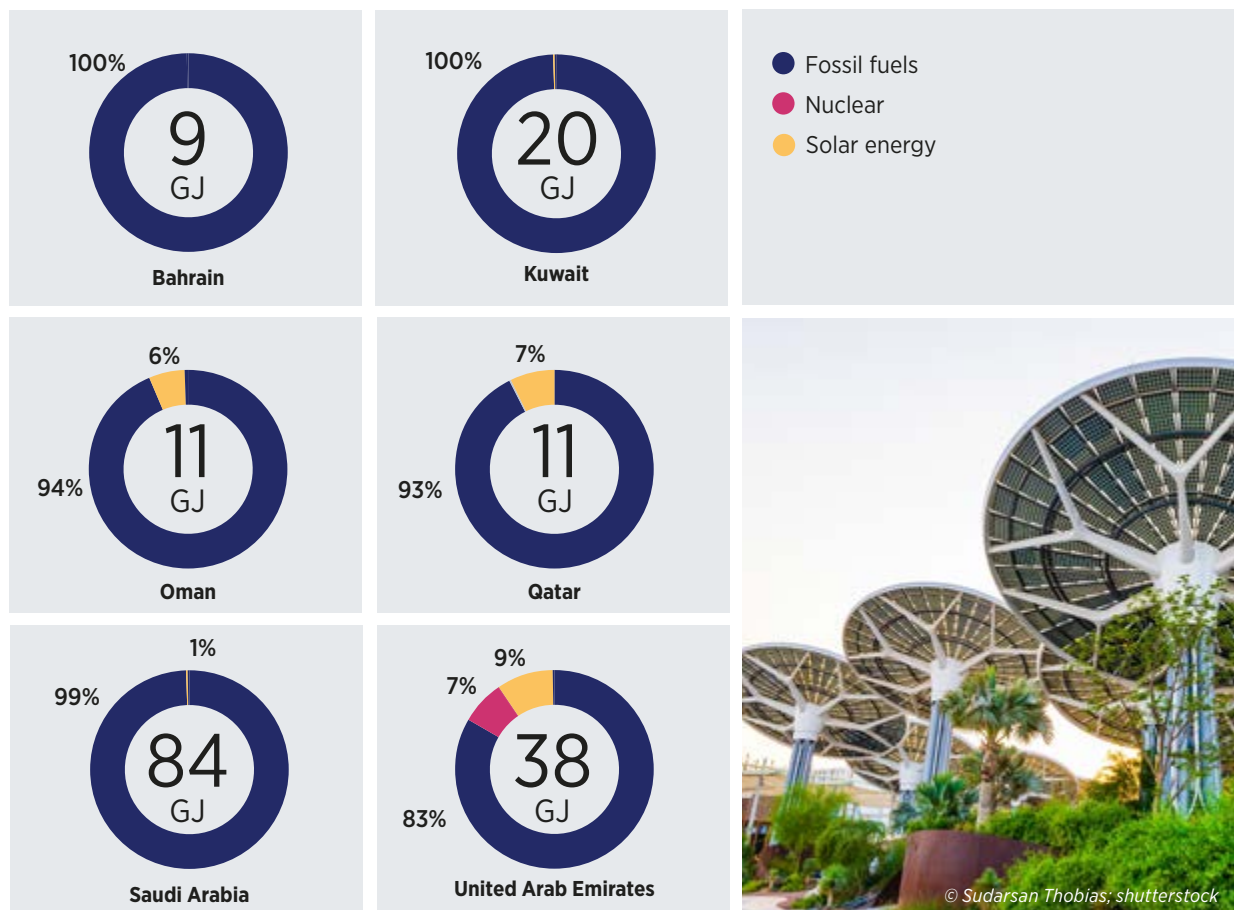 100%
9
GJ
Bahrain
100%
20
GJ
Kuwait
Fossil fuels
Nuclear
Solar energy
6%
94%
11
GJ
Oman
7%
93%
11
GJ
Qatar
1%
99%
84
GJ
Saudi Arabia
9%
7%
83%
38
GJ
United Arab Emirates
© Sudarsan Thobias; shutterstock